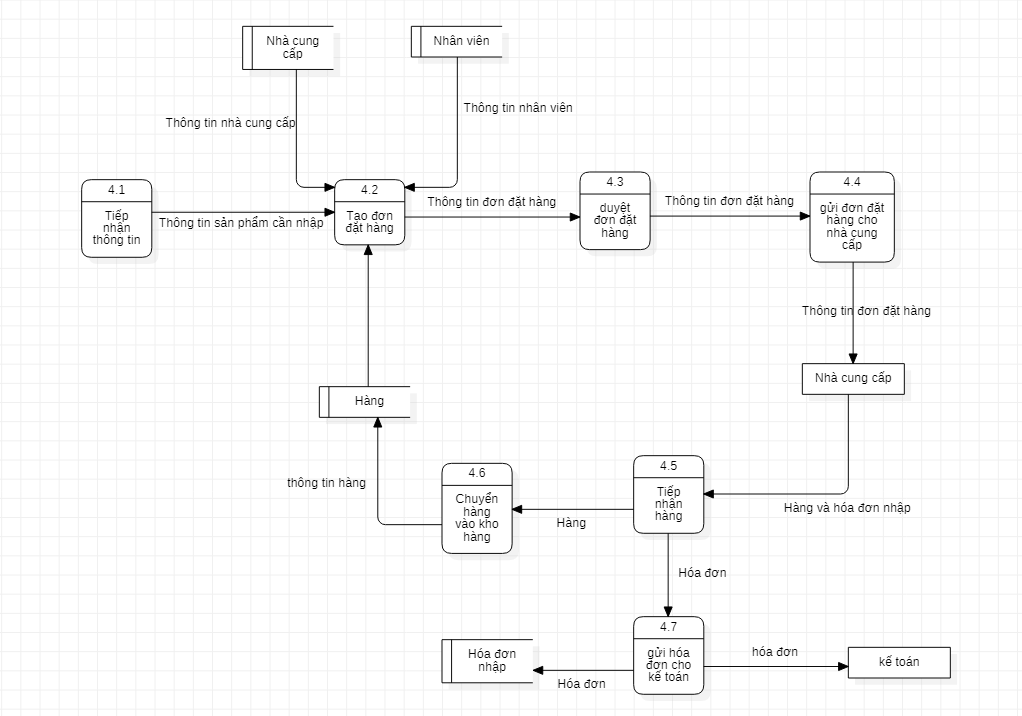 Nhà cung
cấp
Nhân viên
Thông tin nhà cung cấp
Thông tin nhân viên
4.1
Tiếp
nhận
thông tin
Thông tin sản phẩm cần nhập
4.2
Tạo đơn
đặt hàng
Thông tin đơn đặt hàng
4.3
duyệt
đơn đặt
hàng
Thông tin đơn đặt hàng
4.4
gửi đơn đặt
hàng cho
nhà cung
cấp
Thông tin đơn đặt hàng
Nhà cung cấp
Hàng
thông tin hàng
4.6
Chuyển
hàng
vào kho
hàng
Hàng
4.5
Tiếp
nhận
hàng
Hàng và hóa đơn nhập
Hóa đơn
4.7
gửi hóa
đơn cho
kế toán
Hóa đơn
nhập
Hóa đơn
hóa đơn
kế toán